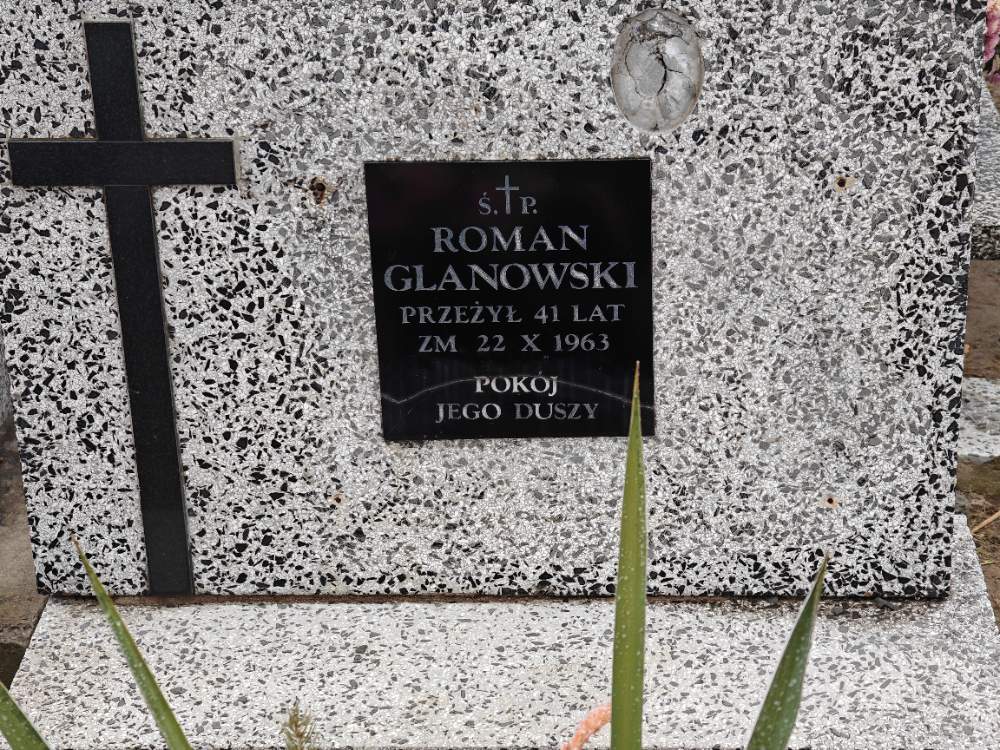 Ś. P.
ROMAN
GLANOWSKI
PRZEŻYŁ 41 LAT
ZM 22 X 1963
POKÓJ
JEGO DUSZY